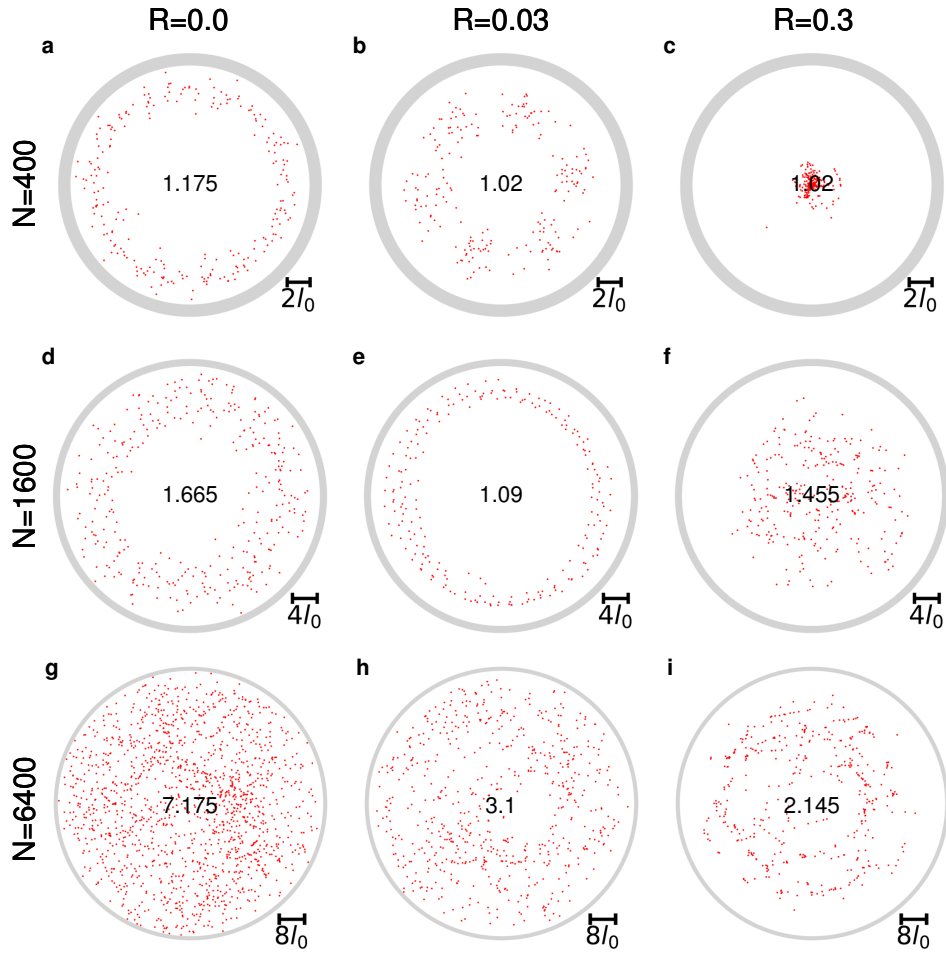 R=0.0 R=0.03 R=0.3
a b c
N=400
1.175 1.02 1.02
2l₀ 2l₀ 2l₀
d e f
N=1600
1.665 1.09 1.455
4l₀ 4l₀ 4l₀
g h i
N=6400
7.175 3.1 2.145
8l₀ 8l₀ 8l₀